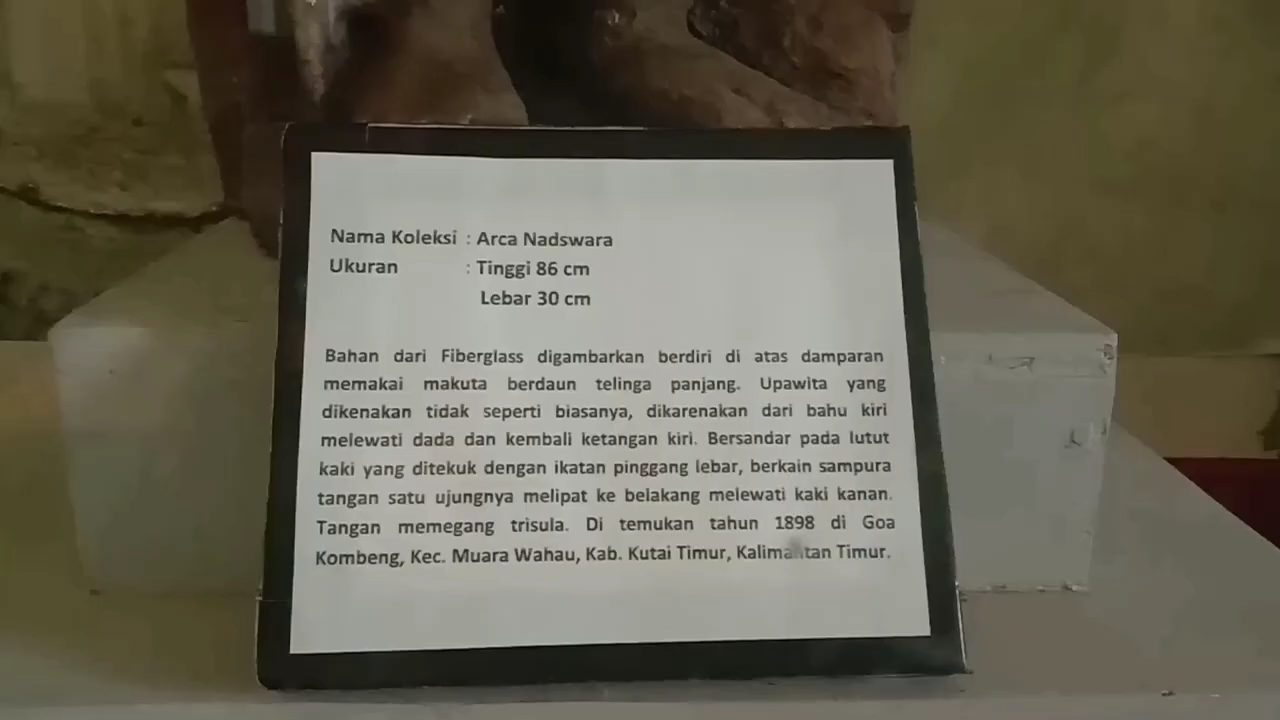 Nama Koleksi : Arca Nadswara
Ukuran : Tinggi 86 cm
Lebar 30 cm
Bahan dari Fiberglass digambarkan berdiri di atas damparan
memakai makuta berdaun telinga panjang. Upawita yang
dikenakan tidak seperti biasanya, dikarenakan dari bahu kiri
melewati dada dan kembali ketangan kiri. Bersandar pada lutut
kaki yang ditekuk dengan ikatan pinggang lebar, berkain sampura
tangan satu ujungnya melipat ke belakang melewati kaki kanan.
Tangan memegang trisula. Di temukan tahun 1898 di Goa
Kombeng, Kec. Muara Wahau, Kab. Kutai Timur, Kalimantan Timur.